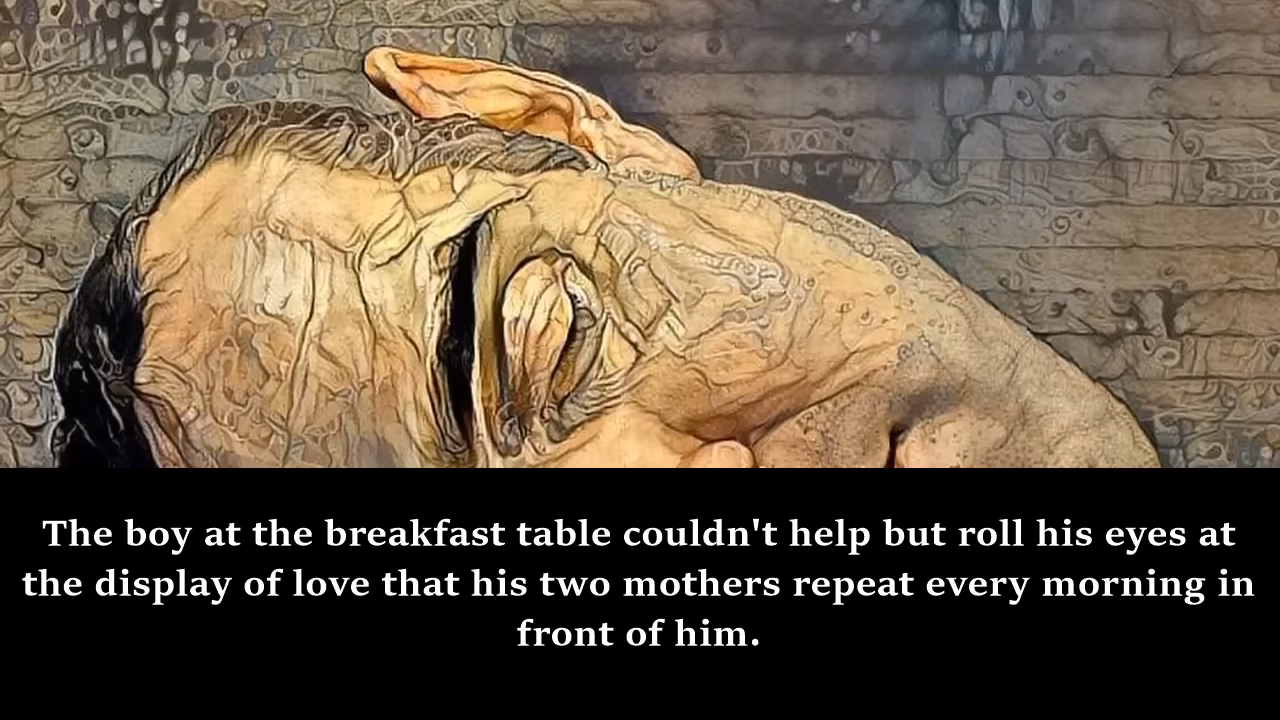 The boy at the breakfast table couldn't help but roll his eyes at
the display of love that his two mothers repeat every morning in
front of him.